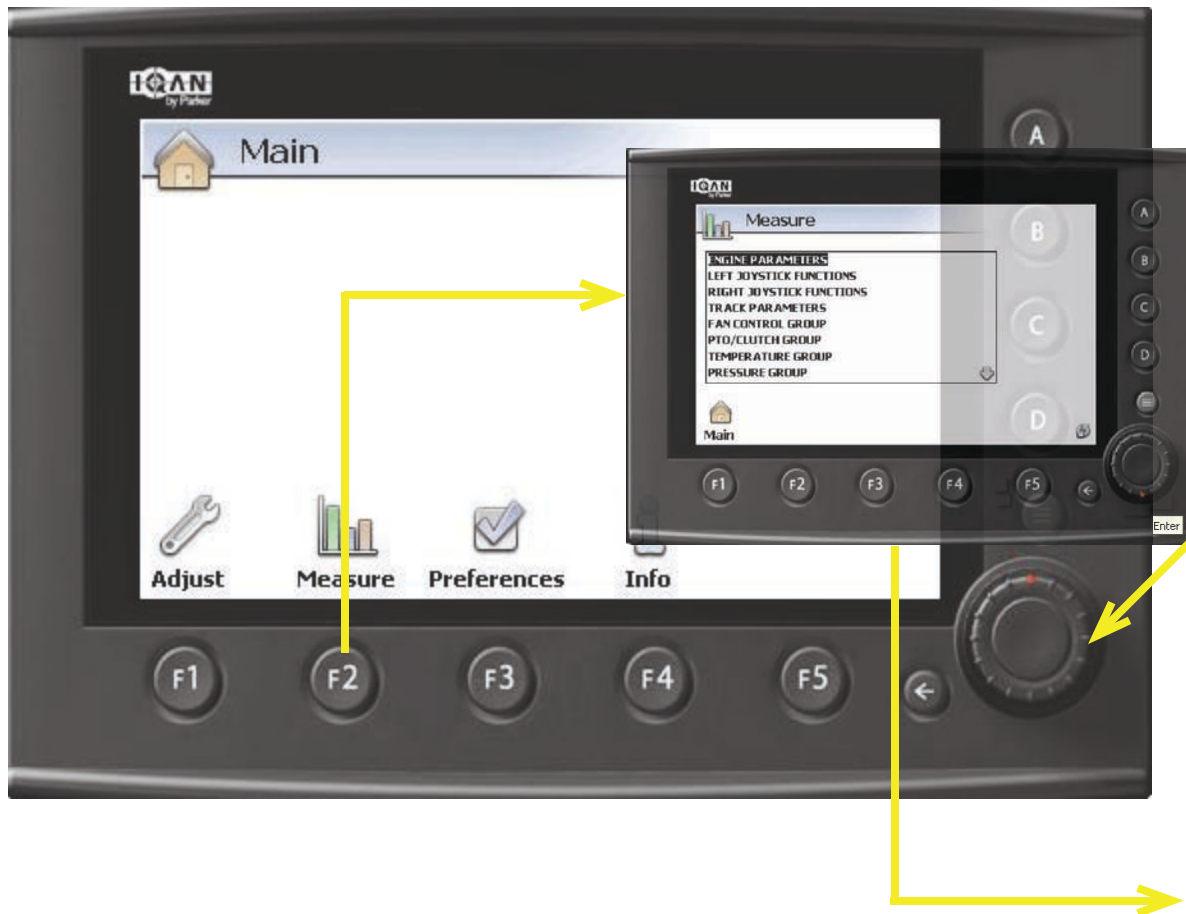 IQAN
by Parker
Main
A
B
C
D
Adjust
Measure
Preferences
Info
F1
F2
F3
F4
F5
IQAN
by Parker
Measure
ENGINE PARAMETERS
LEFT JOYSTICK FUNCTIONS
RIGHT JOYSTICK FUNCTIONS
TRACK PARAMETERS
FAN CONTROL GROUP
PTO/CLUTCH GROUP
TEMPERATURE GROUP
PRESSURE GROUP
Main
A
B
C
D
F1
F2
F3
F4
F5
Enter